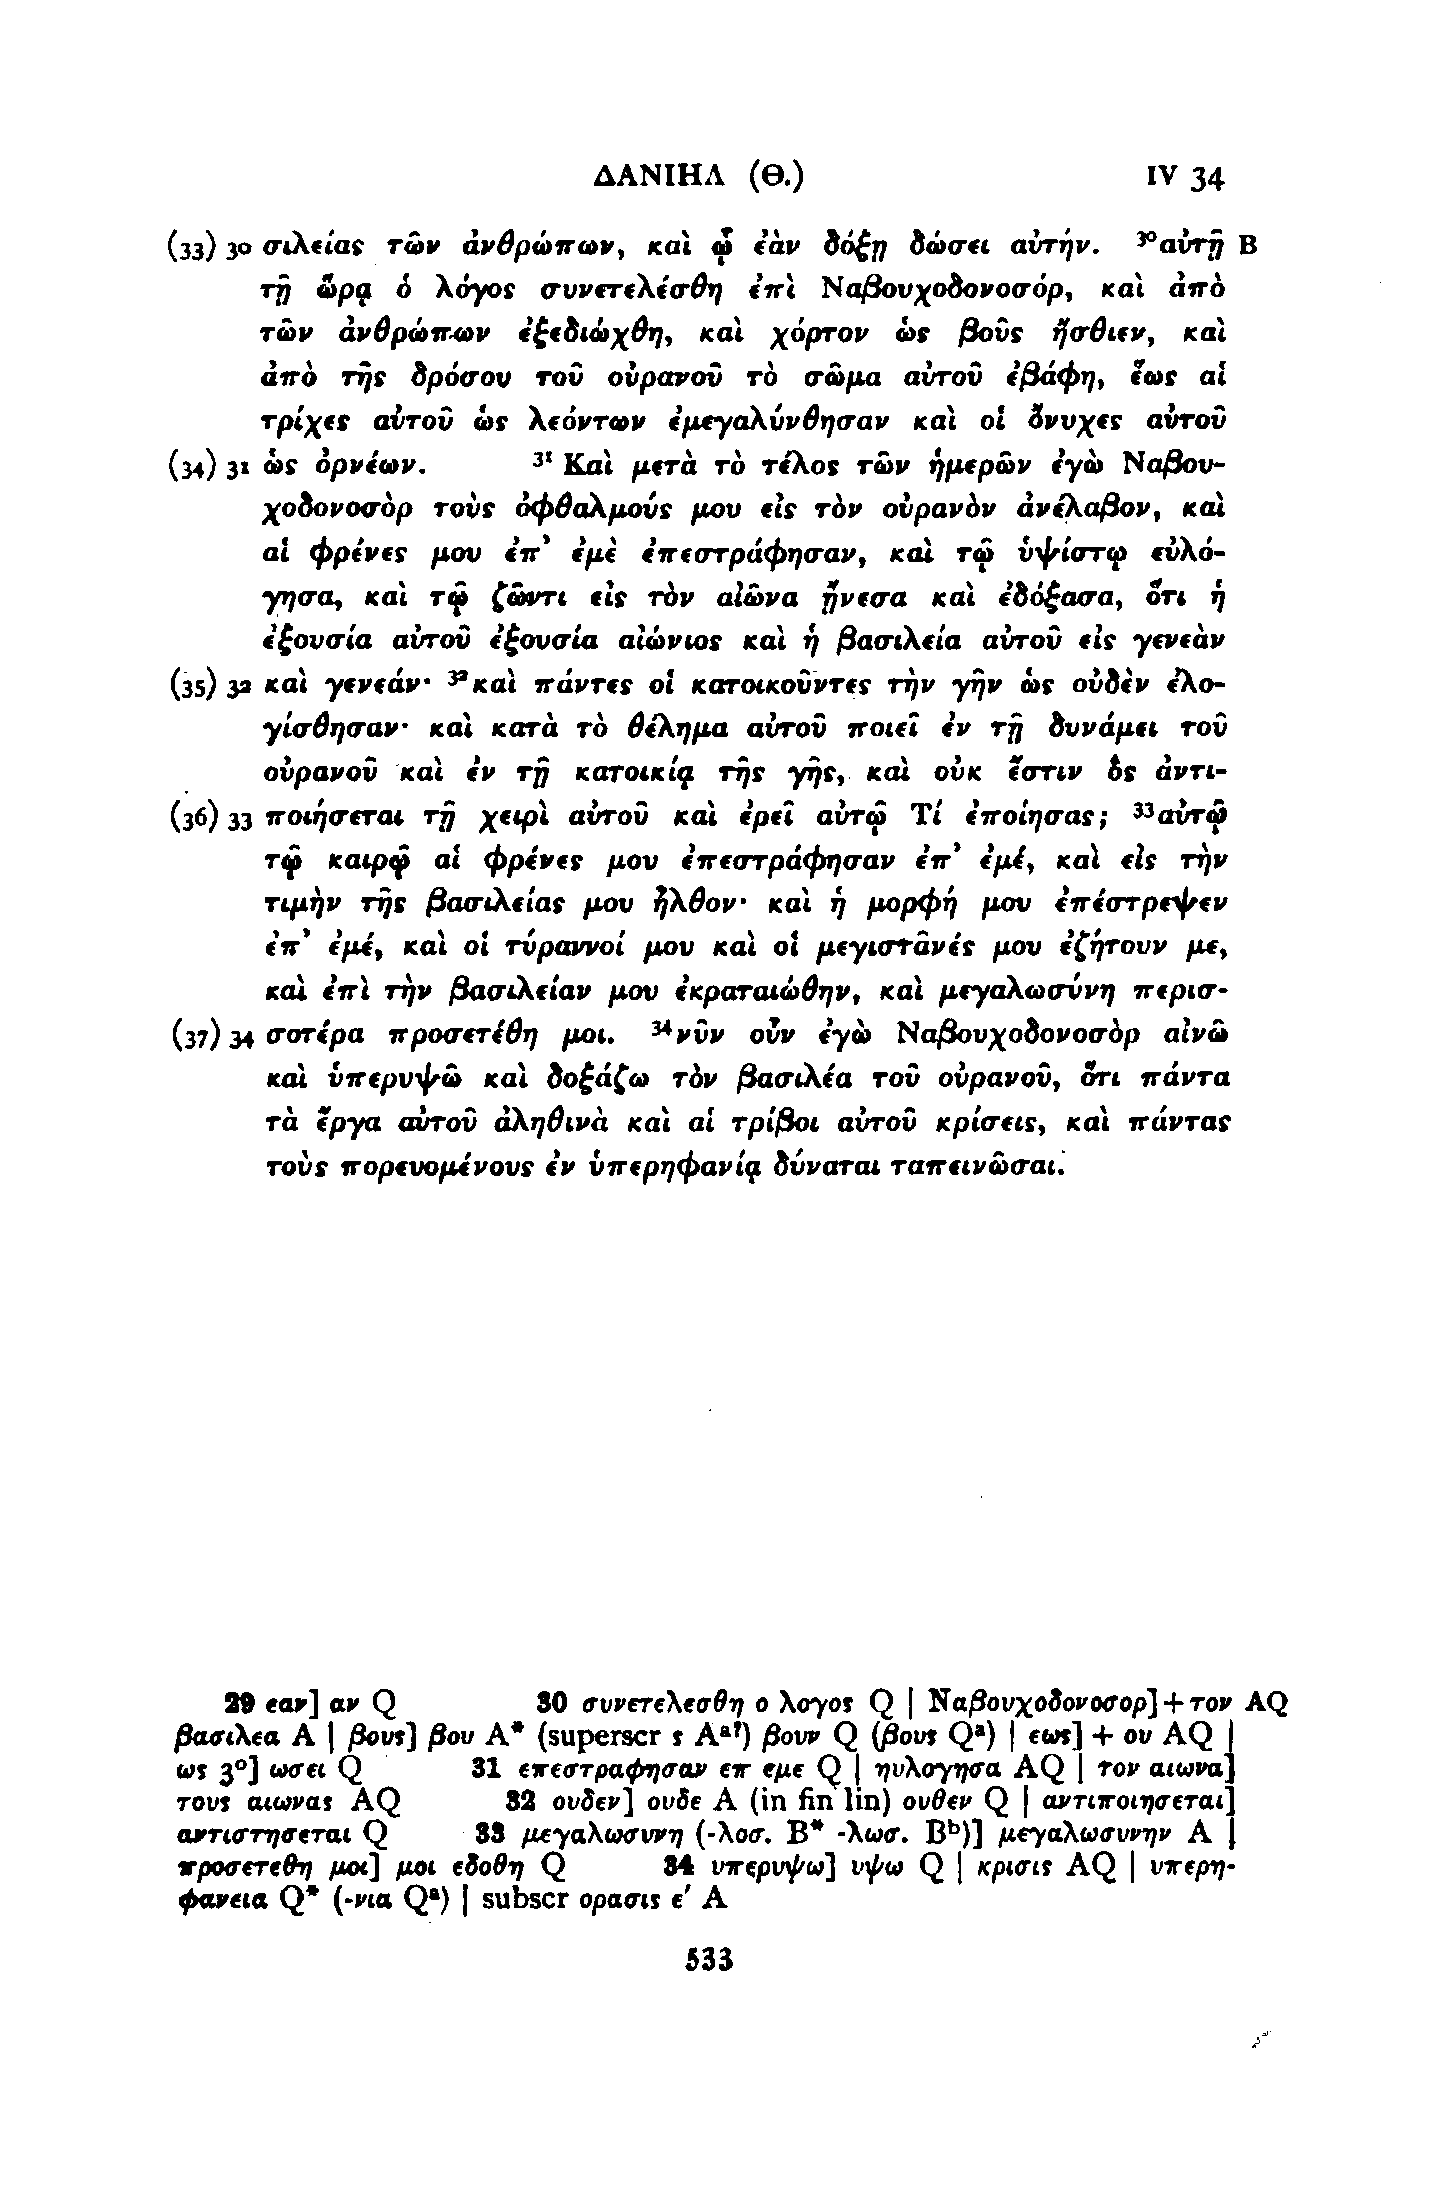 ΔΑΝΙΗΛ (Θ.) IV 34
(33) 30 σιλείας τῶν ἀνθρώπων, καὶ ᾧ ἐὰν δόξῃ δώσει αὐτήν. ³⁰αὐτῇ B
τῇ ὥρᾳ ὁ λόγος συνετελέσθη ἐπὶ Ναβουχοδονοσόρ, καὶ ἀπὸ
τῶν ἀνθρώπων ἐξεδιώχθη, καὶ χόρτον ὡς βοῦς ἤσθιεν, καὶ
ἀπὸ τῆς δρόσου τοῦ οὐρανοῦ τὸ σῶμα αὐτοῦ ἐβάφη, ἕως αἱ
τρίχες αὐτοῦ ὡς λεόντων ἐμεγαλύνθησαν καὶ οἱ ὄνυχες αὐτοῦ
(34) 31 ὡς ὀρνέων. ³¹ Καὶ μετὰ τὸ τέλος τῶν ἡμερῶν ἐγὼ Ναβου-
χοδονοσὸρ τοὺς ὀφθαλμούς μου εἰς τὸν οὐρανὸν ἀνέλαβον, καὶ
αἱ φρένες μου ἐπ’ ἐμὲ ἐπεστράφησαν, καὶ τῷ ὑψίστῳ εὐλό-
γησα, καὶ τῷ ζῶντι εἰς τὸν αἰῶνα ᾔνεσα καὶ ἐδόξασα, ὅτι ἡ
ἐξουσία αὐτοῦ ἐξουσία αἰώνιος καὶ ἡ βασιλεία αὐτοῦ εἰς γενεὰν
(35) 32 καὶ γενεάν· ³²καὶ πάντες οἱ κατοικοῦντες τὴν γῆν ὡς οὐδὲν ἐλο-
γίσθησαν· καὶ κατὰ τὸ θέλημα αὐτοῦ ποιεῖ ἐν τῇ δυνάμει τοῦ
οὐρανοῦ καὶ ἐν τῇ κατοικίᾳ τῆς γῆς, καὶ οὐκ ἔστιν ὃς ἀντι-
(36) 33 ποιήσεται τῇ χειρὶ αὐτοῦ καὶ ἐρεῖ αὐτῷ Τί ἐποίησας; ³³αὐτῷ
τῷ καιρῷ αἱ φρένες μου ἐπεστράφησαν ἐπ’ ἐμέ, καὶ εἰς τὴν
τιμὴν τῆς βασιλείας μου ἦλθον· καὶ ἡ μορφή μου ἐπέστρεψεν
ἐπ’ ἐμέ, καὶ οἱ τύραννοί μου καὶ οἱ μεγιστᾶνές μου ἐζήτουν με,
καὶ ἐπὶ τὴν βασιλείαν μου ἐκραταιώθην, καὶ μεγαλωσύνη περισ-
(37) 34 σοτέρα προσετέθη μοι. ³⁴νῦν οὖν ἐγὼ Ναβουχοδονοσὸρ αἰνῶ
καὶ ὑπερυψῶ καὶ δοξάζω τὸν βασιλέα τοῦ οὐρανοῦ, ὅτι πάντα
τὰ ἔργα αὐτοῦ ἀληθινὰ καὶ αἱ τρίβοι αὐτοῦ κρίσεις, καὶ πάντας
τοὺς πορευομένους ἐν ὑπερηφανίᾳ δύναται ταπεινῶσαι.
29 εαν] αν Q 30 συνετελεσθη ο λογος Q | Ναβουχοδονοσορ]+τον AQ
βασιλεα A | βους] βου A* (superscr ς Aᵃ?) βουν Q (βους Qᵃ) | εως] + ου AQ |
ως 3°] ωσει Q 31 επεστραφησαν επ εμε Q | ηυλογησα AQ | τον αιωνα]
τους αιωνας AQ 32 ουδεν] ουδε A (in fin lin) ουθεν Q | αντιποιησεται]
αντιστησεται Q 33 μεγαλωσυνη (-λοσ. B* -λωσ. Bᵇ)] μεγαλωσυνην A |
προσετεθη μοι] μοι εδοθη Q 34 υπερυψω] υψω Q | κρισις AQ | υπερη-
φανεια Q* (-νια Qᵃ) | subscr ορασις ε′ A
533